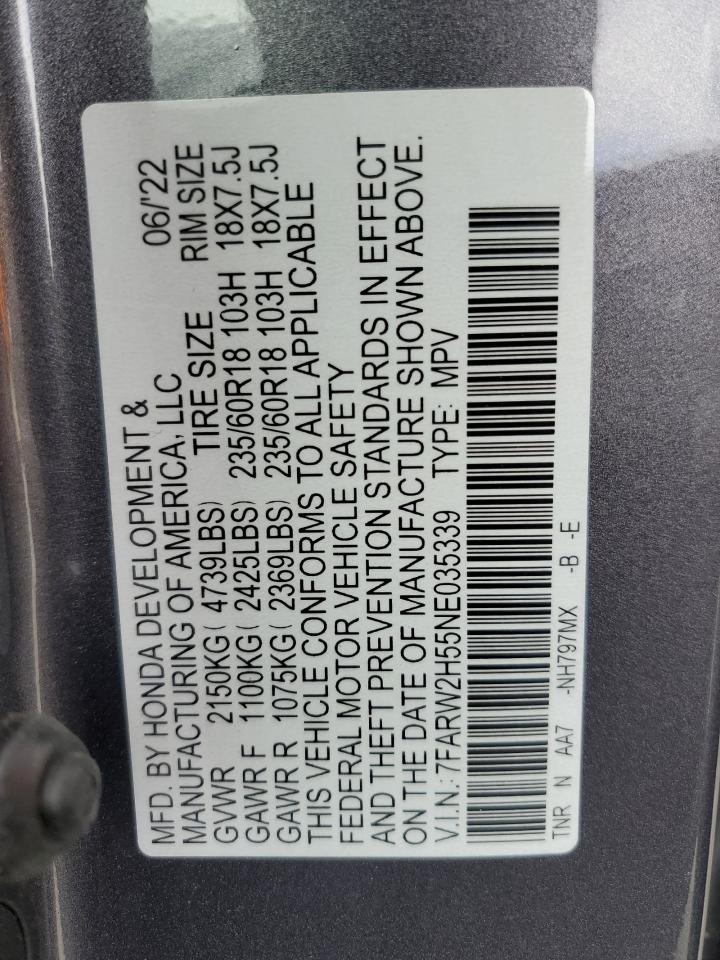 MFD. BY HONDA DEVELOPMENT & 06/'22
MANUFACTURING OF AMERICA, LLC
TIRE SIZE RIM SIZE
GVWR 2150KG( 4739LBS)
GAWR F 1100KG( 2425LBS) 235/60R18 103H 18X7.5J
GAWR R 1075KG( 2369LBS) 235/60R18 103H 18X7.5J
THIS VEHICLE CONFORMS TO ALL APPLICABLE
FEDERAL MOTOR VEHICLE SAFETY
AND THEFT PREVENTION STANDARDS IN EFFECT
ON THE DATE OF MANUFACTURE SHOWN ABOVE.
V.I.N.: 7FARW2H55NE035339 TYPE: MPV
TNR N AA7 -NH797MX -B -E